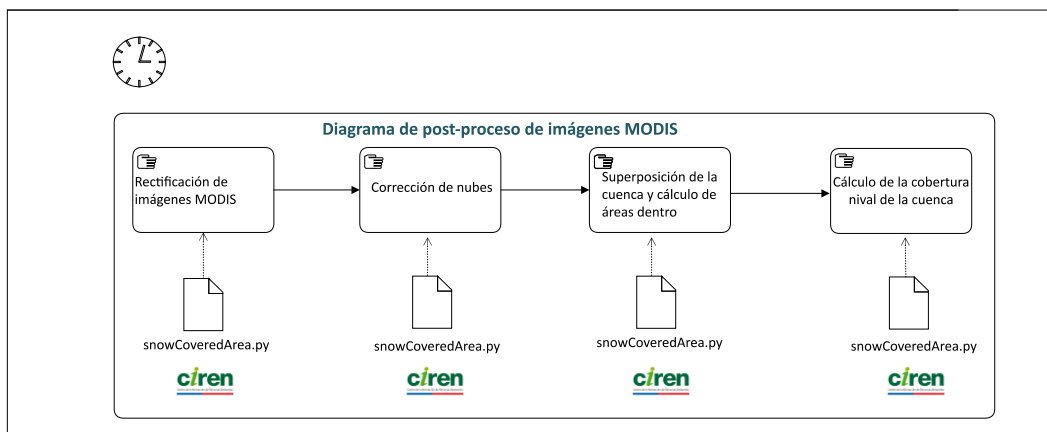 Diagrama de post-proceso de imágenes MODIS
Rectificación de
imágenes MODIS
Corrección de nubes
Superposición de la
cuenca y cálculo de
áreas dentro
Cálculo de la cobertura
nival de la cuenca
snowCoveredArea.py
snowCoveredArea.py
snowCoveredArea.py
snowCoveredArea.py
ciren
ciren
ciren
ciren